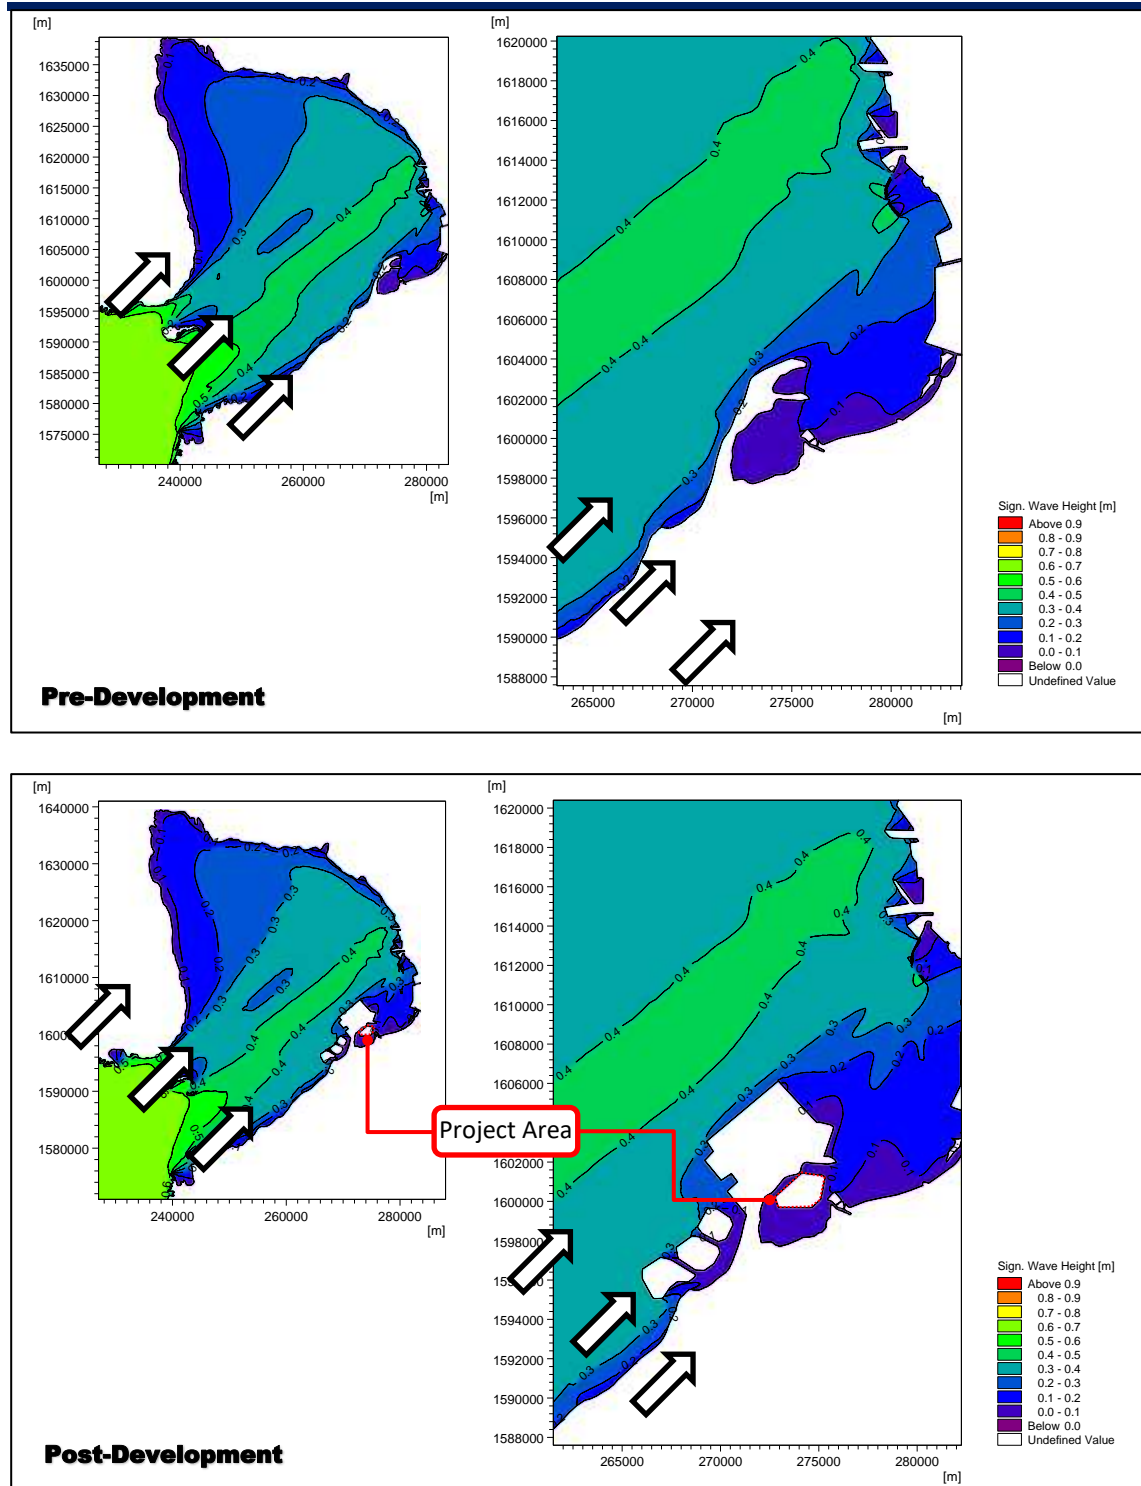 [m]
1635000
1630000
1625000
1620000
1615000
1610000
1605000
1600000
1595000
1590000
1585000
1580000
1575000
240000 260000 280000
[m]
[m]
1620000
1618000
1616000
1614000
1612000
1610000
1608000
1606000
1604000
1602000
1600000
1598000
1596000
1594000
1592000
1590000
1588000
265000 270000 275000 280000
[m]
Sign. Wave Height [m]
Above 0.9
0.8 - 0.9
0.7 - 0.8
0.6 - 0.7
0.5 - 0.6
0.4 - 0.5
0.3 - 0.4
0.2 - 0.3
0.1 - 0.2
0.0 - 0.1
Below 0.0
Undefined Value
Pre-Development
[m]
1640000
1630000
1620000
1610000
1590000
1580000
240000 260000 280000
[m]
1620000
1618000
1616000
1614000
1612000
1610000
1608000
1606000
1602000
1600000
1598000
1594000
1592000
1590000
1588000
265000 270000 275000 280000
[m]
Project Area
Sign. Wave Height [m]
Above 0.9
0.8 - 0.9
0.7 - 0.8
0.6 - 0.7
0.5 - 0.6
0.4 - 0.5
0.3 - 0.4
0.2 - 0.3
0.1 - 0.2
0.0 - 0.1
Below 0.0
Undefined Value
Post-Development